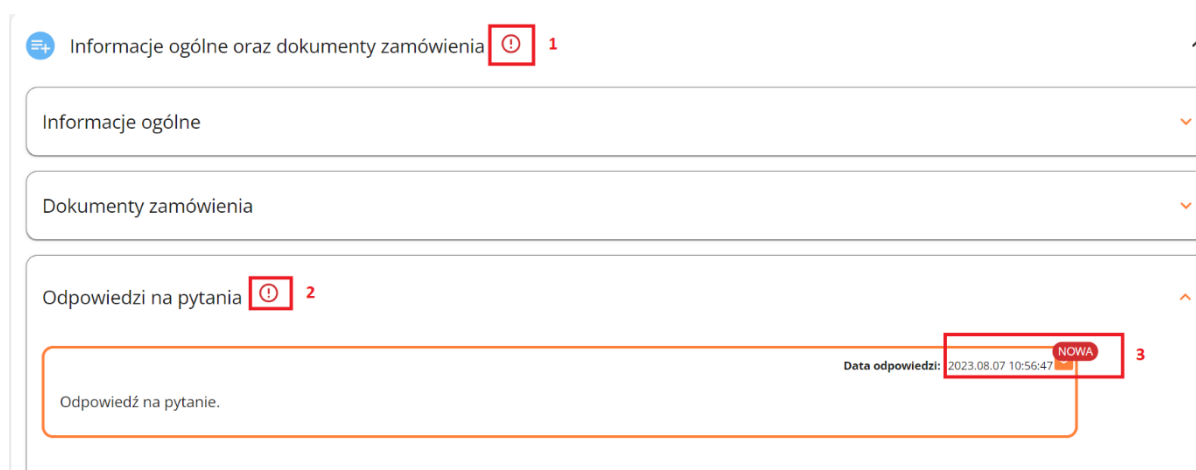 Informacje ogólne oraz dokumenty zamówienia 1
Informacje ogólne
Dokumenty zamówienia
Odpowiedzi na pytania 2
NOWA
Data odpowiedzi: 2023.08.07 10:56:47 3
Odpowiedź na pytanie.